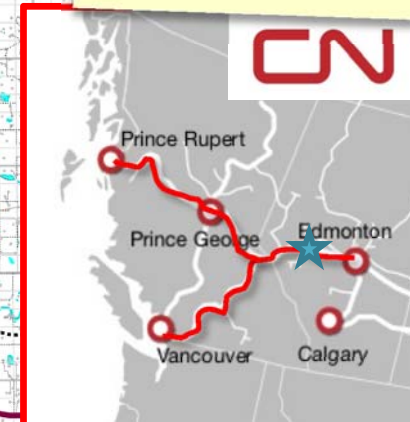 CN
Prince Rupert
Prince George
Edmonton
Vancouver
Calgary